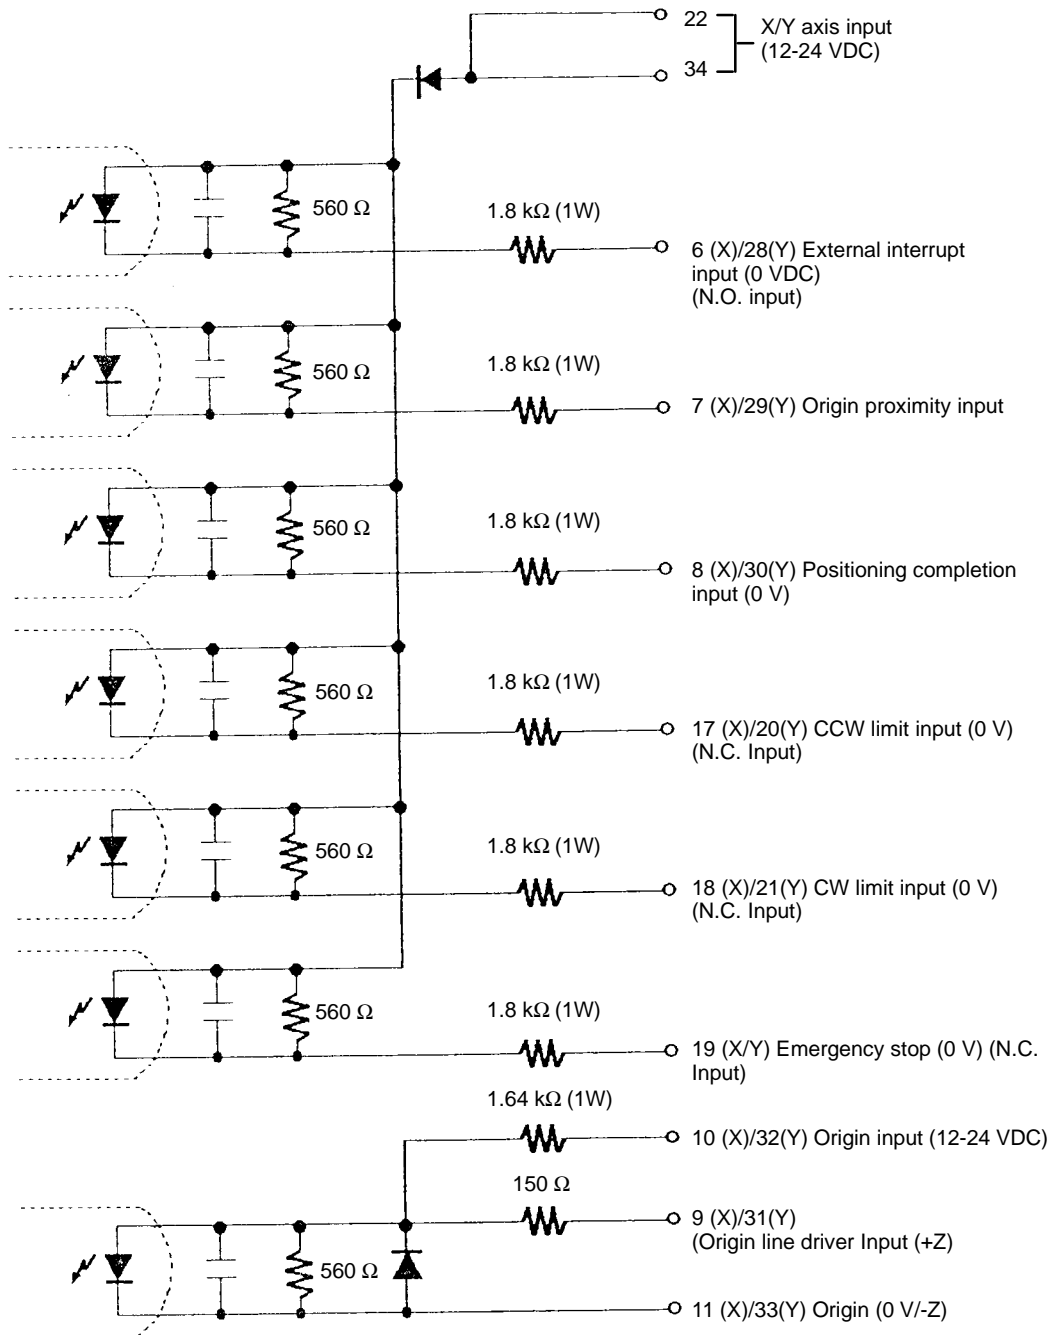 22
X/Y axis input
(12-24 VDC)
34
560 Ω
1.8 kΩ (1W)
6 (X)/28(Y) External interrupt
input (0 VDC)
(N.O. input)
560 Ω
1.8 kΩ (1W)
7 (X)/29(Y) Origin proximity input
560 Ω
1.8 kΩ (1W)
8 (X)/30(Y) Positioning completion
input (0 V)
560 Ω
1.8 kΩ (1W)
17 (X)/20(Y) CCW limit input (0 V)
(N.C. Input)
560 Ω
1.8 kΩ (1W)
18 (X)/21(Y) CW limit input (0 V)
(N.C. Input)
560 Ω
1.8 kΩ (1W)
19 (X/Y) Emergency stop (0 V) (N.C.
Input)
1.64 kΩ (1W)
10 (X)/32(Y) Origin input (12-24 VDC)
150 Ω
9 (X)/31(Y)
(Origin line driver Input (+Z)
560 Ω
11 (X)/33(Y) Origin (0 V/-Z)